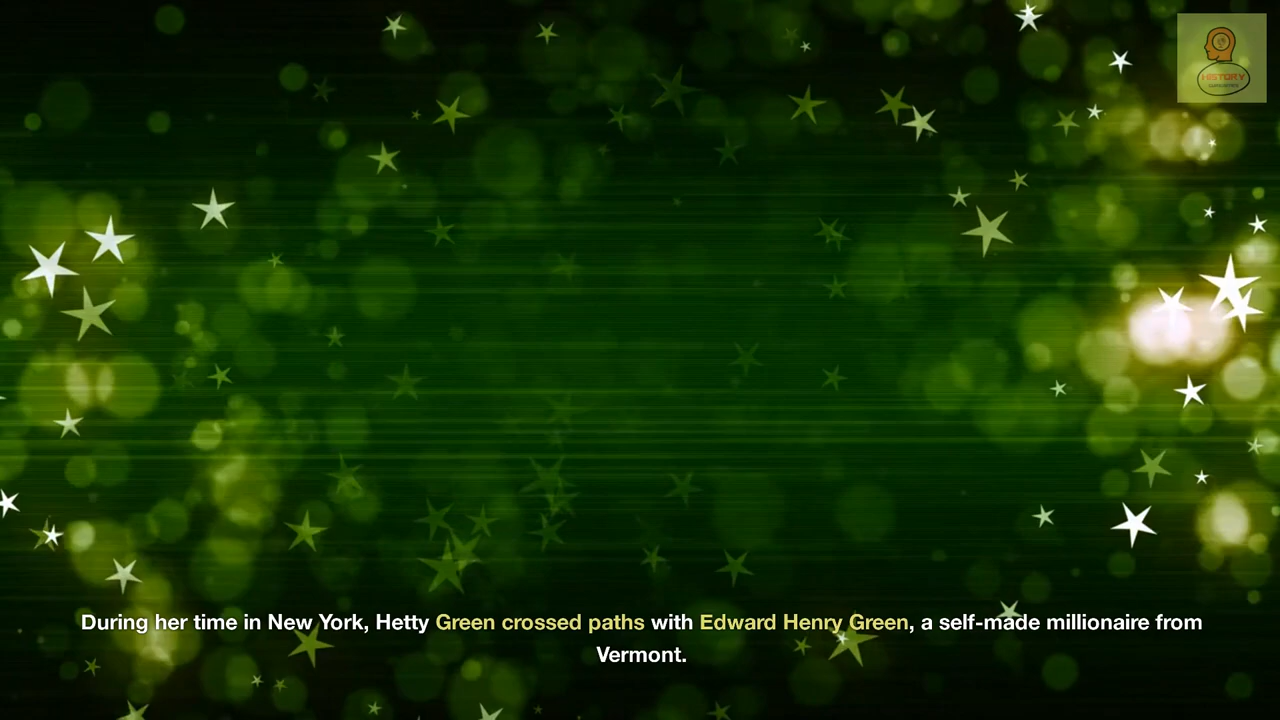 HISTORY
During her time in New York, Hetty Green crossed paths with Edward Henry Green, a self-made millionaire from
Vermont.